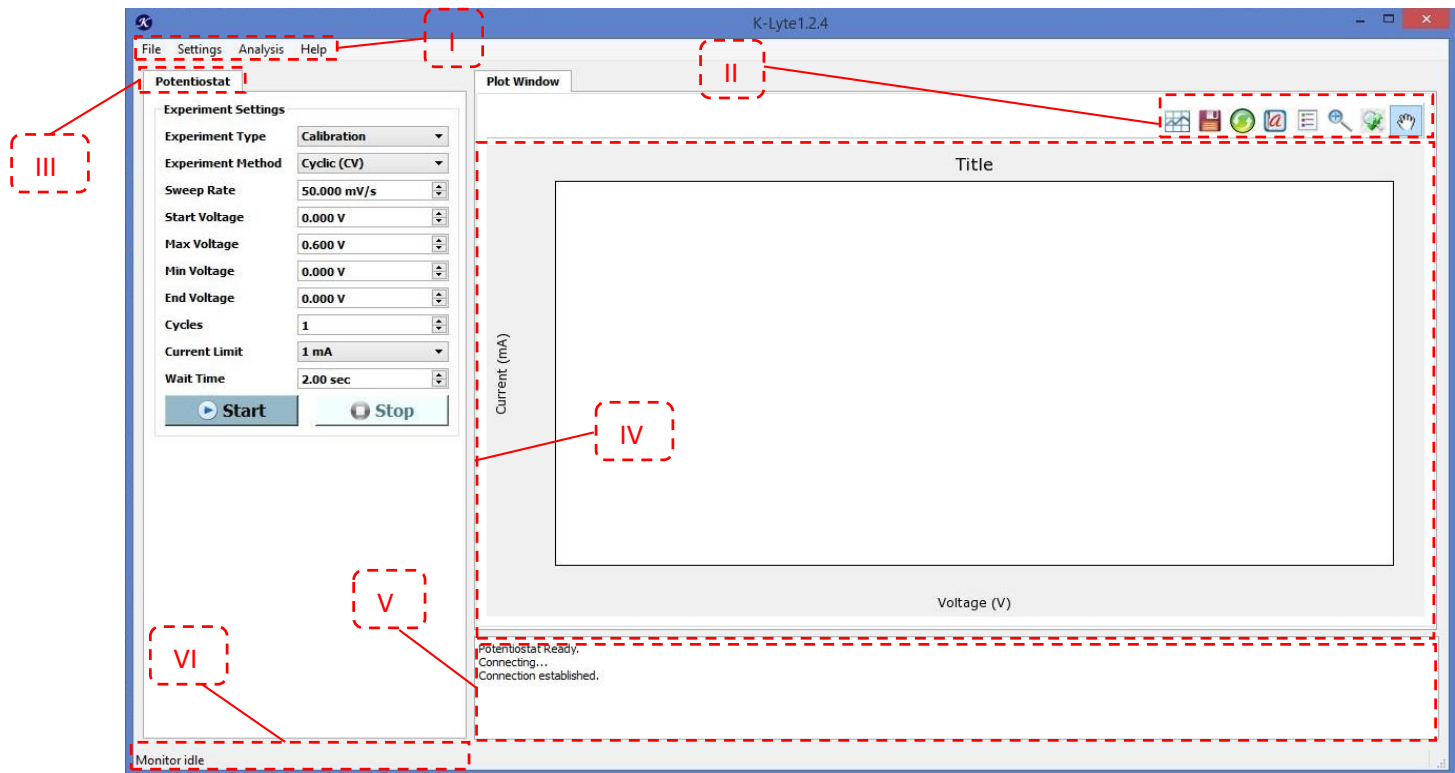 K-Lyte1.2.4
File Settings Analysis Help
I
II
III
Potentiostat
Experiment Settings
Experiment Type Calibration
Experiment Method Cyclic (CV)
Sweep Rate 50.000 mV/s
Start Voltage 0.000 V
Max Voltage 0.600 V
Min Voltage 0.000 V
End Voltage 0.000 V
Cycles 1
Current Limit 1 mA
Wait Time 2.00 sec
Start Stop
Plot Window
a
Title
Current (mA)
IV
Voltage (V)
V
Potentiostat Ready.
Connecting...
Connection established.
VI
Monitor idle